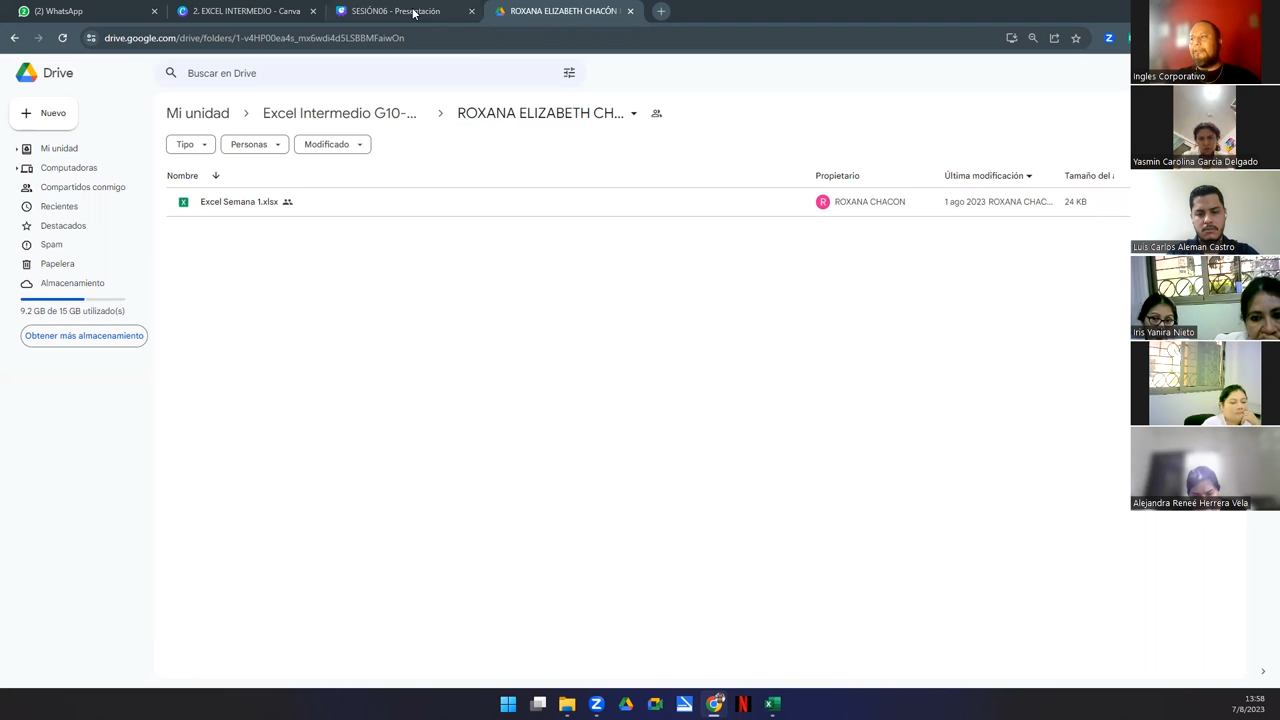 (2) WhatsApp
2. EXCEL INTERMEDIO - Canva
SESIÓN06 - Presentación
ROXANA ELIZABETH CHACÓN
drive.google.com/drive/folders/1-v4HP00ea4s_mx6wdi4d5LSBBMFaiwOn
Drive
Buscar en Drive
Nuevo
Mi unidad
Computadoras
Compartidos conmigo
Recientes
Destacados
Spam
Papelera
Almacenamiento
9.2 GB de 15 GB utilizado(s)
Obtener más almacenamiento
Mi unidad
Excel Intermedio G10-...
ROXANA ELIZABETH CH...
Tipo
Personas
Modificado
Nombre
Propietario
Última modificación
Tamaño del
Excel Semana 1.xlsx
R
ROXANA CHACON
1 ago 2023 ROXANA CHAC...
24 KB
Ingles Corporativo
Yasmin Carolina Garcia Delgado
Luis Carlos Aleman Castro
Iris Yanira Nieto
Alejandra Reneé Herrera Vela
13:58
7/8/2023